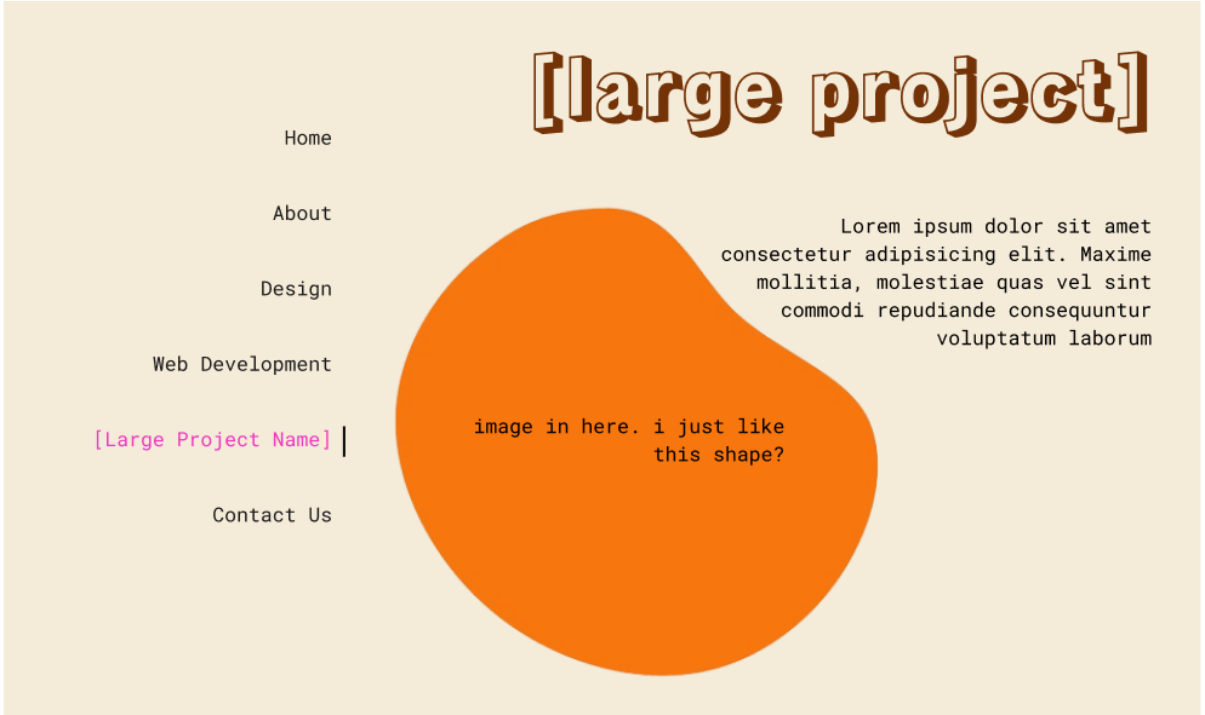 [large project]
Home
About
Design
Web Development
[Large Project Name]
Contact Us
Lorem ipsum dolor sit amet
consectetur adipisicing elit. Maxime
mollitia, molestiae quas vel sint
commodi repudiande consequuntur
voluptatum laborum
image in here. i just like
this shape?